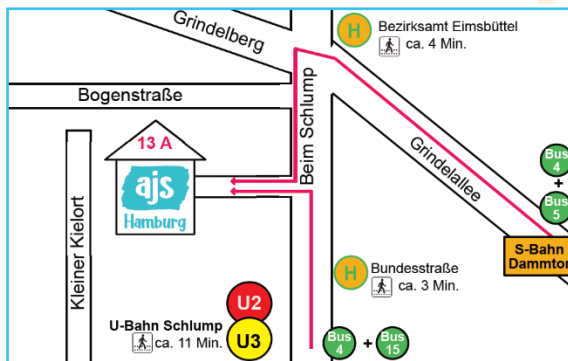 Grindelberg
H
Bezirksamt Eimsbüttel
ca. 4 Min.
Bogenstraße
Beim Schlump
Grindelallee
13 A
ajs
Hamburg
Kleiner Kielort
Bus
4
+
Bus
5
S-Bahn
Dammtor
H
Bundesstraße
ca. 3 Min.
U2
U3
U-Bahn Schlump
ca. 11 Min.
Bus
4
+
Bus
15